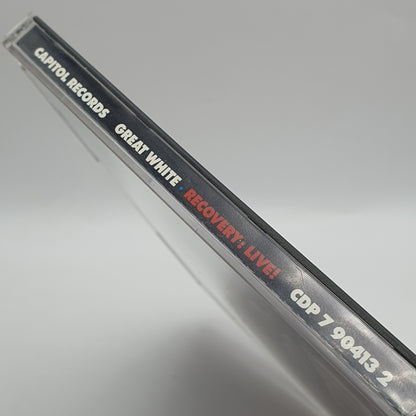 CAPITOL RECORDS GREAT WHITE · RECOVERY: LIVE! CDP 7 90413 2